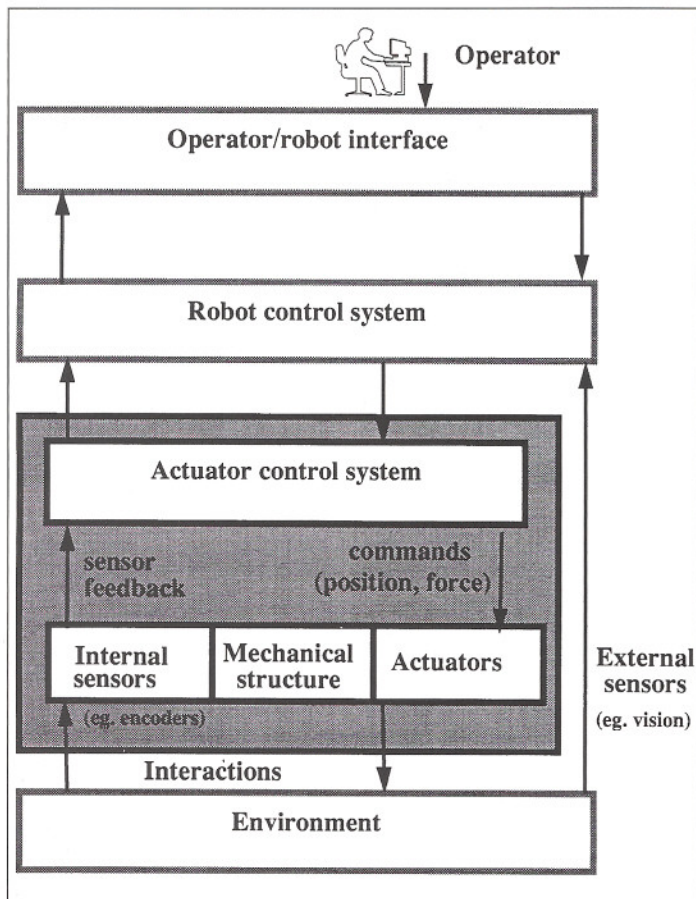 Operator
Operator/robot interface
Robot control system
Actuator control system
sensor
feedback
commands
(position, force)
Internal
sensors
Mechanical
structure
Actuators
(eg. encoders)
External
sensors
(eg. vision)
Interactions
Environment